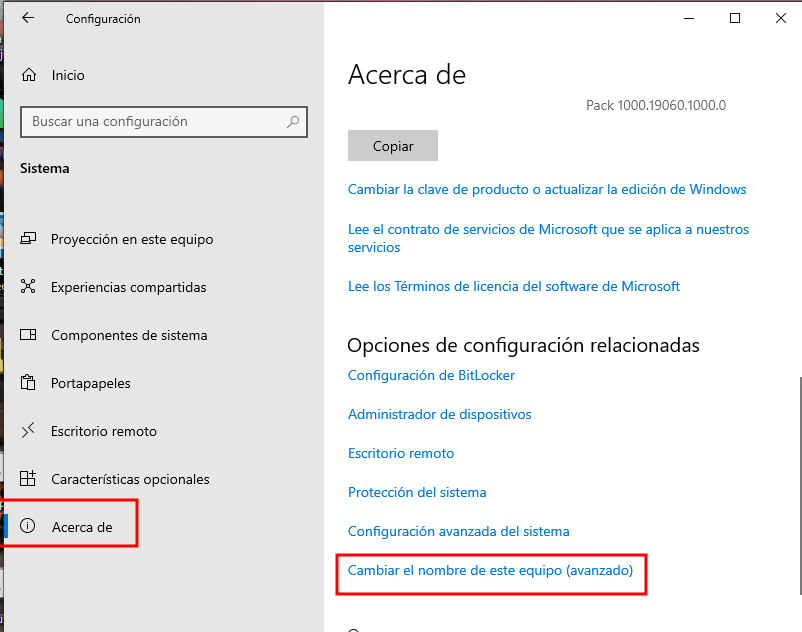 Configuración
Inicio
Buscar una configuración
Sistema
Proyección en este equipo
Experiencias compartidas
Componentes de sistema
Portapapeles
Escritorio remoto
Características opcionales
Acerca de
Acerca de
Pack 1000.19060.1000.0
Copiar
Cambiar la clave de producto o actualizar la edición de Windows
Lee el contrato de servicios de Microsoft que se aplica a nuestros
servicios
Lee los Términos de licencia del software de Microsoft
Opciones de configuración relacionadas
Configuración de BitLocker
Administrador de dispositivos
Escritorio remoto
Protección del sistema
Configuración avanzada del sistema
Cambiar el nombre de este equipo (avanzado)